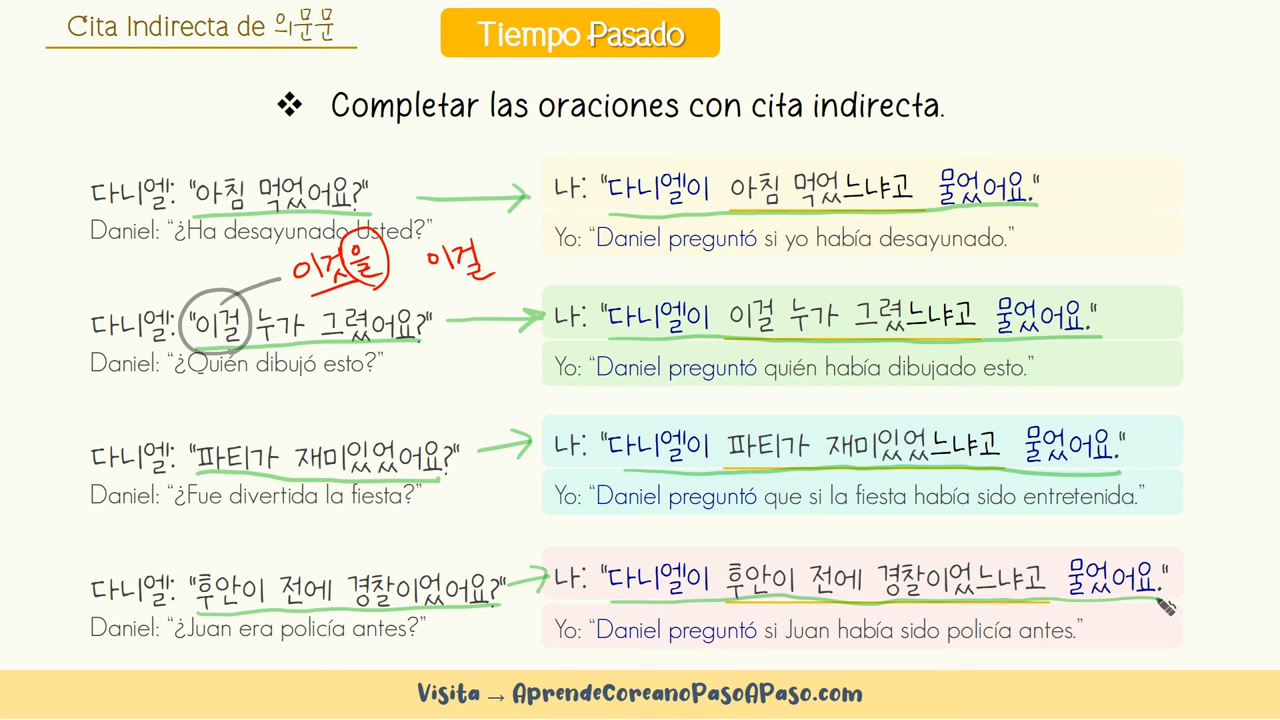 Cita Indirecta de 의문문
Tiempo Pasado
❖ Completar las oraciones con cita indirecta.
다니엘: "아침 먹었어요?"
Daniel: “¿Ha desayunado Usted?”
나: "다니엘이 아침 먹었느냐고 물었어요."
Yo: “Daniel preguntó si yo había desayunado.”
이것을 이걸
다니엘: "이걸 누가 그렸어요?"
Daniel: “¿Quién dibujó esto?”
나: "다니엘이 이걸 누가 그렸느냐고 물었어요."
Yo: “Daniel preguntó quién había dibujado esto.”
다니엘: "파티가 재미있었어요?"
Daniel: “¿Fue divertida la fiesta?”
나: "다니엘이 파티가 재미있었느냐고 물었어요."
Yo: “Daniel preguntó que si la fiesta había sido entretenida.”
다니엘: "후안이 전에 경찰이었어요?"
Daniel: “¿Juan era policía antes?”
나: "다니엘이 후안이 전에 경찰이었느냐고 물었어요."
Yo: “Daniel preguntó si Juan había sido policía antes.”
Visita → AprendeCoreanoPasoAPaso.com